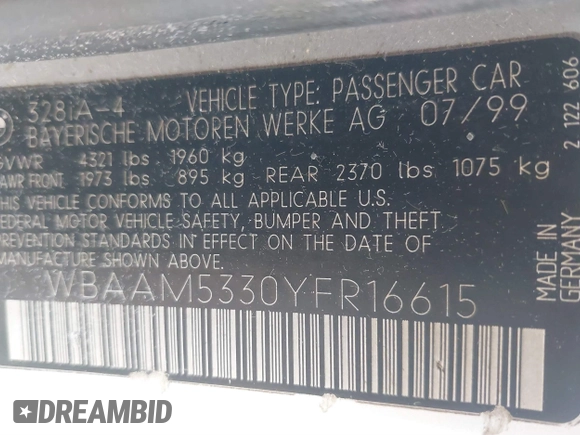 328iA-4 VEHICLE TYPE: PASSENGER CAR
BAYERISCHE MOTOREN WERKE AG 07/99
GVWR 4321 lbs 1960 kg
GAWR FRONT 1973 lbs 895 kg REAR 2370 lbs 1075 kg
THIS VEHICLE CONFORMS TO ALL APPLICABLE U.S.
FEDERAL MOTOR VEHICLE SAFETY, BUMPER AND THEFT
PREVENTION STANDARDS IN EFFECT ON THE DATE OF
MANUFACTURE SHOWN ABOVE.
WBAAM5330YFR16615
2 122 606
DREAMBID